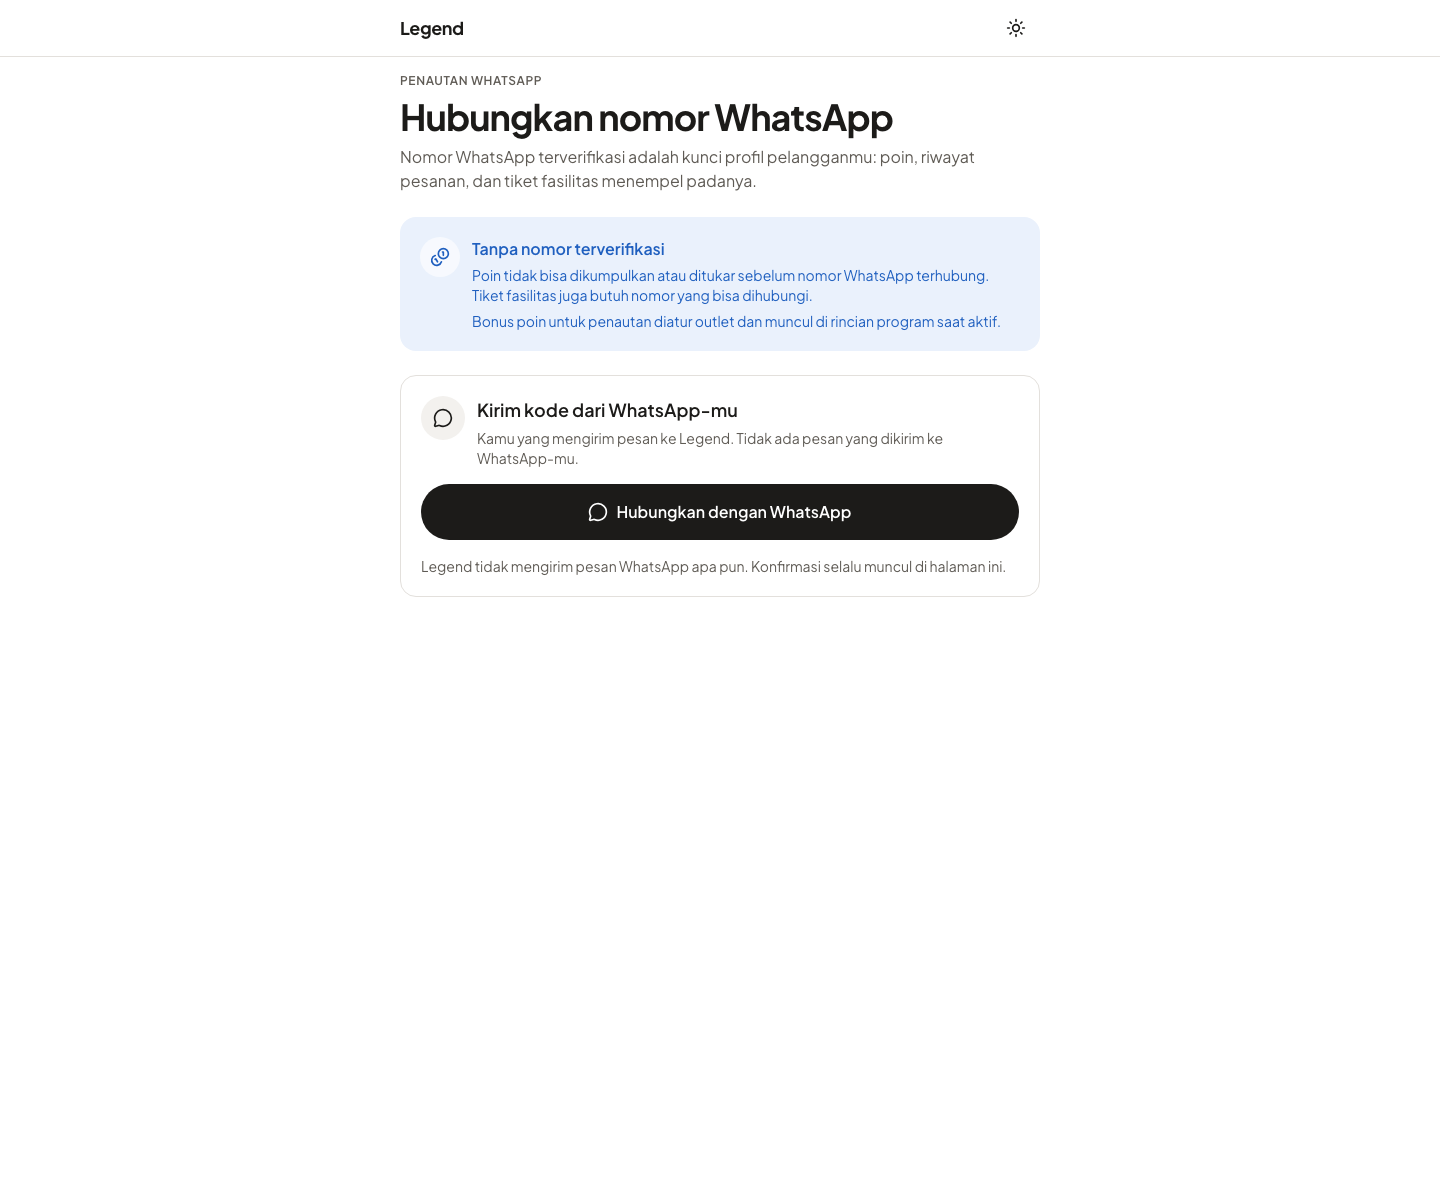 Legend
PENAUTAN WHATSAPP
Hubungkan nomor WhatsApp
Nomor WhatsApp terverifikasi adalah kunci profil pelangganmu: poin, riwayat
pesanan, dan tiket fasilitas menempel padanya.
Tanpa nomor terverifikasi
Poin tidak bisa dikumpulkan atau ditukar sebelum nomor WhatsApp terhubung.
Tiket fasilitas juga butuh nomor yang bisa dihubungi.
Bonus poin untuk penautan diatur outlet dan muncul di rincian program saat aktif.
Kirim kode dari WhatsApp-mu
Kamu yang mengirim pesan ke Legend. Tidak ada pesan yang dikirim ke
WhatsApp-mu.
Hubungkan dengan WhatsApp
Legend tidak mengirim pesan WhatsApp apa pun. Konfirmasi selalu muncul di halaman ini.